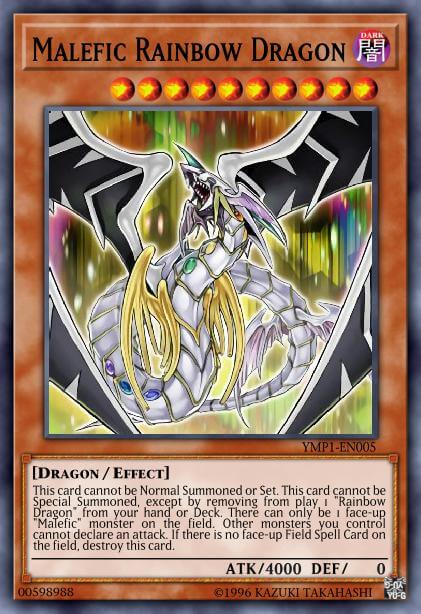 MALEFIC RAINBOW DRAGON
DARK
闇
YMP1-EN005
[DRAGON / EFFECT]
This card cannot be Normal Summoned or Set. This card cannot be
Special Summoned, except by removing from play 1 "Rainbow
Dragon" from your hand or Deck. There can only be 1 face-up
"Malefic" monster on the field. Other monsters you control
cannot declare an attack. If there is no face-up Field Spell Card on
the field, destroy this card.
ATK/4000 DEF/ 0
00598988
©1996 KAZUKI TAKAHASHI